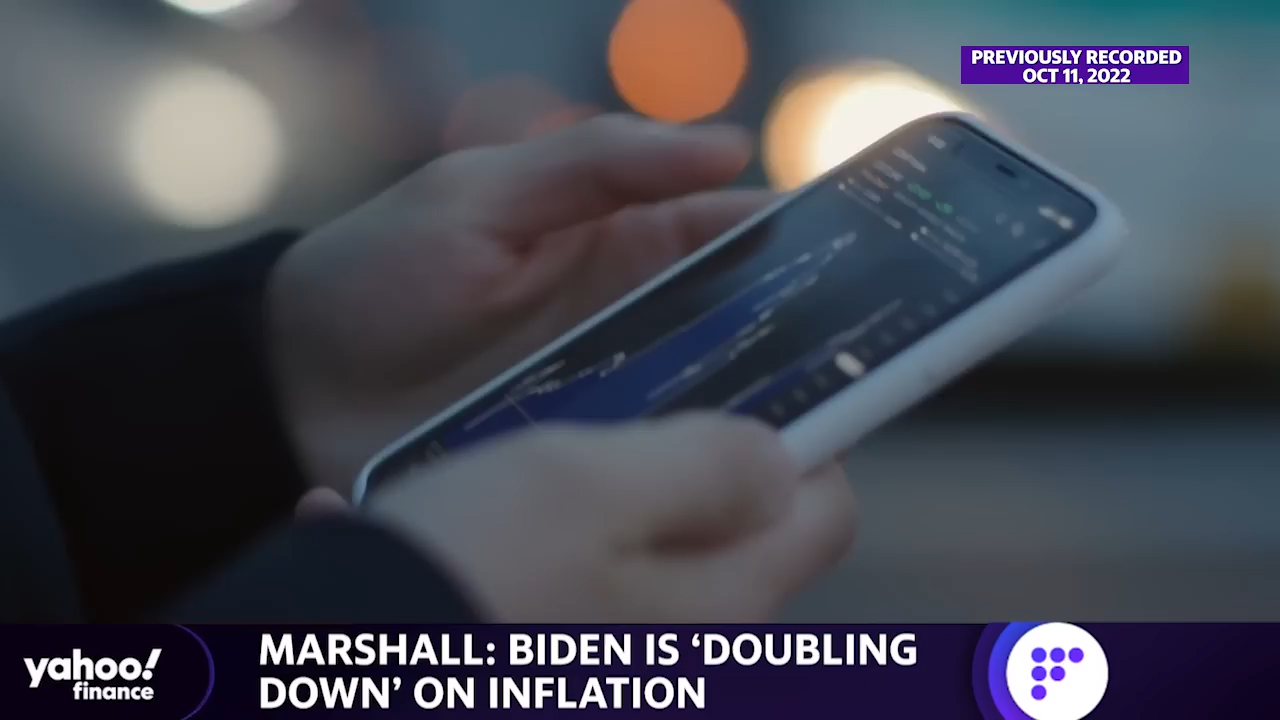 PREVIOUSLY RECORDED
OCT 11, 2022
yahoo!
finance
MARSHALL: BIDEN IS ‘DOUBLING
DOWN’ ON INFLATION